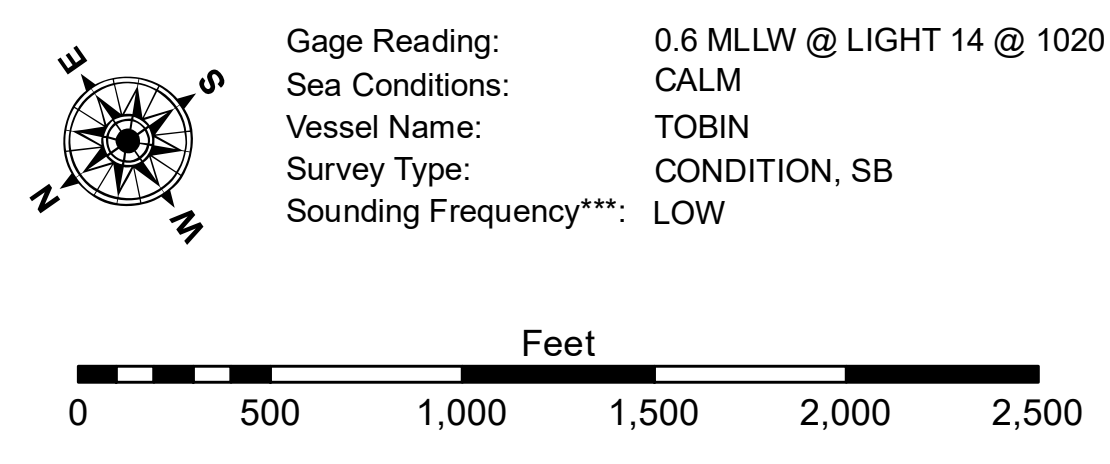 E
S
N
W
Gage Reading: 0.6 MLLW @ LIGHT 14 @ 1020
Sea Conditions: CALM
Vessel Name: TOBIN
Survey Type: CONDITION, SB
Sounding Frequency***: LOW
Feet
0 500 1,000 1,500 2,000 2,500